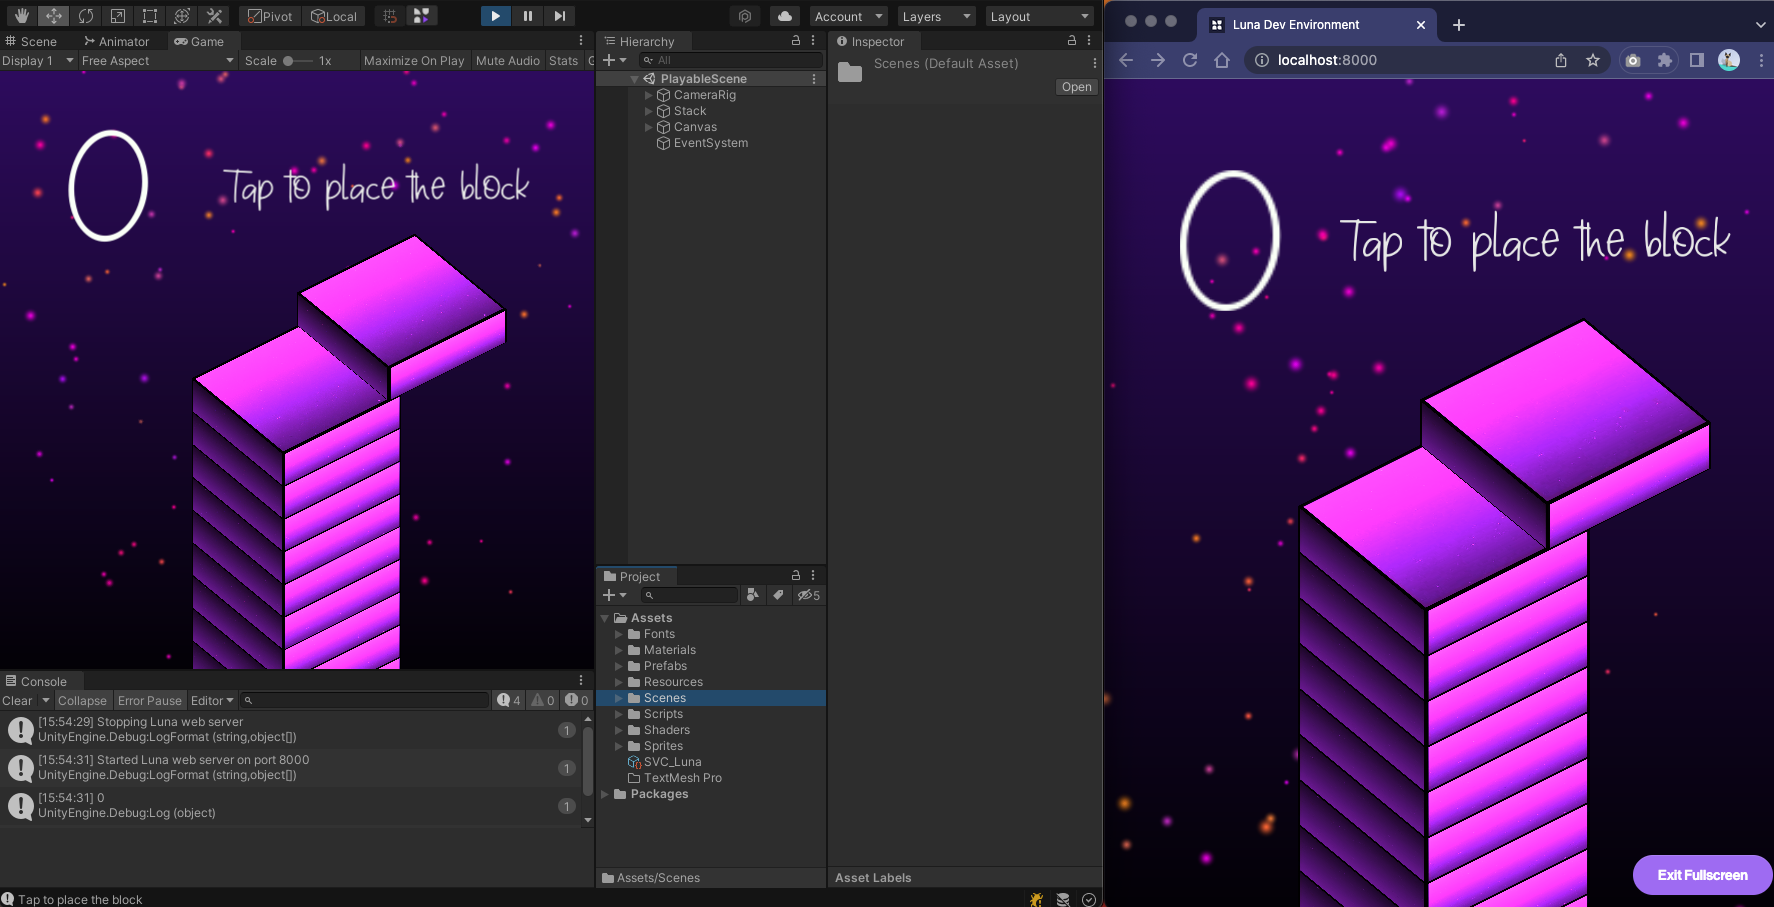 Pivot
Local
Account
Layers
Layout
Scene
Animator
Game
Display 1
Free Aspect
Scale
1x
Maximize On Play
Mute Audio
Stats
G
0
Tap to place the block
Console
Clear
Collapse
Error Pause
Editor
4
0
0
[15:54:29] Stopping Luna web server
UnityEngine.Debug:LogFormat (string,object[])
1
[15:54:31] Started Luna web server on port 8000
UnityEngine.Debug:LogFormat (string,object[])
1
[15:54:31] 0
UnityEngine.Debug:Log (object)
1
Tap to place the block
Hierarchy
All
PlayableScene
CameraRig
Stack
Canvas
EventSystem
Project
5
Assets
Fonts
Materials
Prefabs
Resources
Scenes
Scripts
Shaders
Sprites
SVC_Luna
TextMesh Pro
Packages
Assets/Scenes
Inspector
Scenes (Default Asset)
Open
Asset Labels
Luna Dev Environment
localhost:8000
0
Tap to place the block
Exit Fullscreen